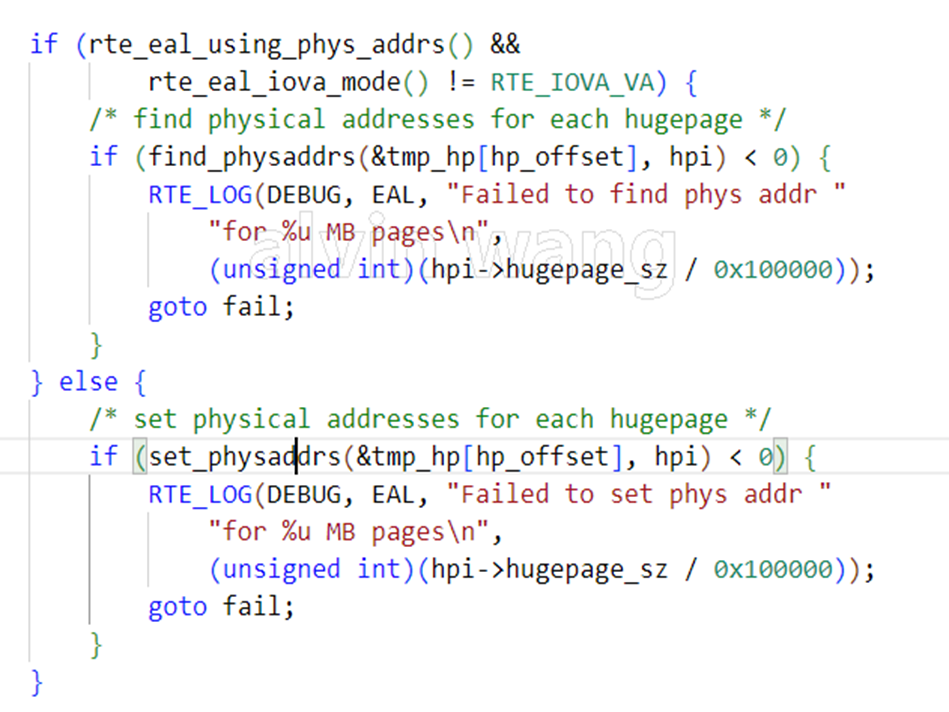 if (rte_eal_using_phys_addrs() &&
rte_eal_iova_mode() != RTE_IOVA_VA) {
/* find physical addresses for each hugepage */
if (find_physaddrs(&tmp_hp[hp_offset], hpi) < 0) {
RTE_LOG(DEBUG, EAL, "Failed to find phys addr "
"for %u MB pages\n",
alvin wang
(unsigned int)(hpi->hugepage_sz / 0x100000));
goto fail;
}
} else {
/* set physical addresses for each hugepage */
if (set_physaddrs(&tmp_hp[hp_offset], hpi) < 0) {
RTE_LOG(DEBUG, EAL, "Failed to set phys addr "
"for %u MB pages\n",
(unsigned int)(hpi->hugepage_sz / 0x100000));
goto fail;
}
}